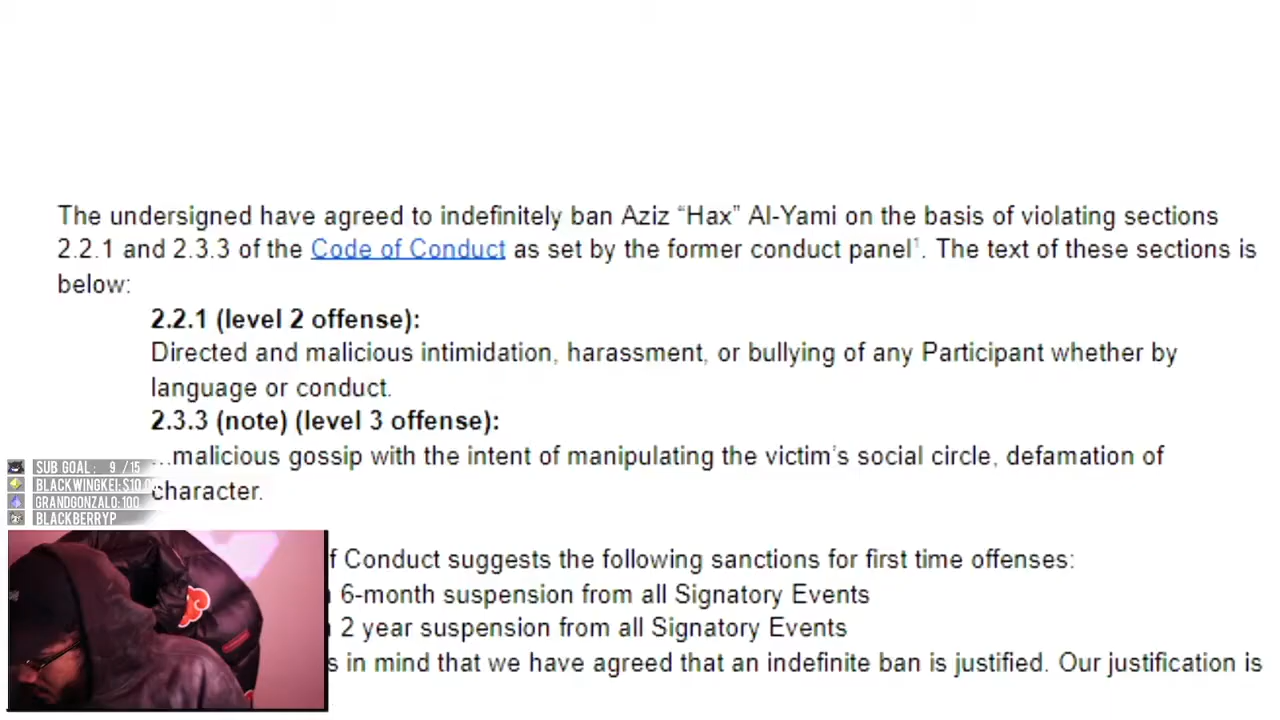 The undersigned have agreed to indefinitely ban Aziz “Hax” Al-Yami on the basis of violating sections
2.2.1 and 2.3.3 of the Code of Conduct as set by the former conduct panel¹. The text of these sections is
below:
2.2.1 (level 2 offense):
Directed and malicious intimidation, harassment, or bullying of any Participant whether by
language or conduct.
2.3.3 (note) (level 3 offense):
...malicious gossip with the intent of manipulating the victim's social circle, defamation of
character.
SUB GOAL: 9 /15
BLACKWINGKEI:$10.0
GRANDGONZALO:100
BLACKBERRYP
f Conduct suggests the following sanctions for first time offenses:
6-month suspension from all Signatory Events
2 year suspension from all Signatory Events
s in mind that we have agreed that an indefinite ban is justified. Our justification is